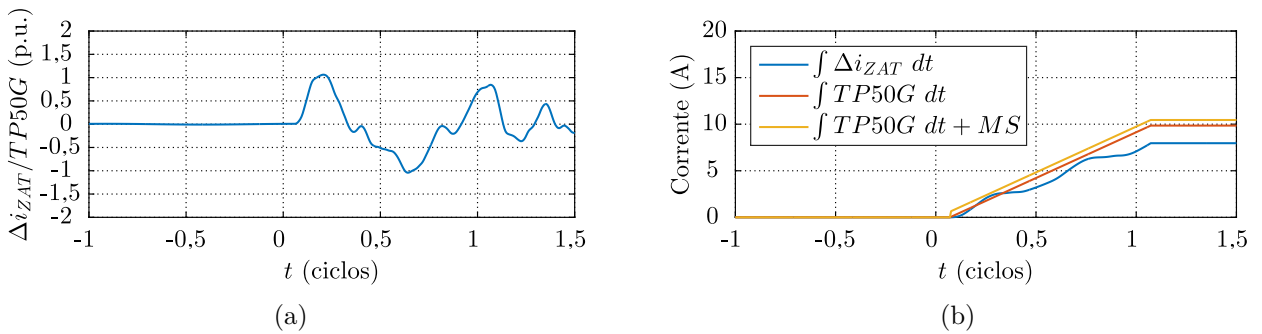 2
1,5
1
0,5
0
-0,5
-1
-1,5
-2
Δi_ZAT/TP50G (p.u.)
-1 -0,5 0 0,5 1 1,5
t (ciclos)
(a)
20
15
10
5
0
Corrente (A)
∫ Δi_ZAT dt
∫ TP50G dt
∫ TP50G dt + MS
-1 -0,5 0 0,5 1 1,5
t (ciclos)
(b)